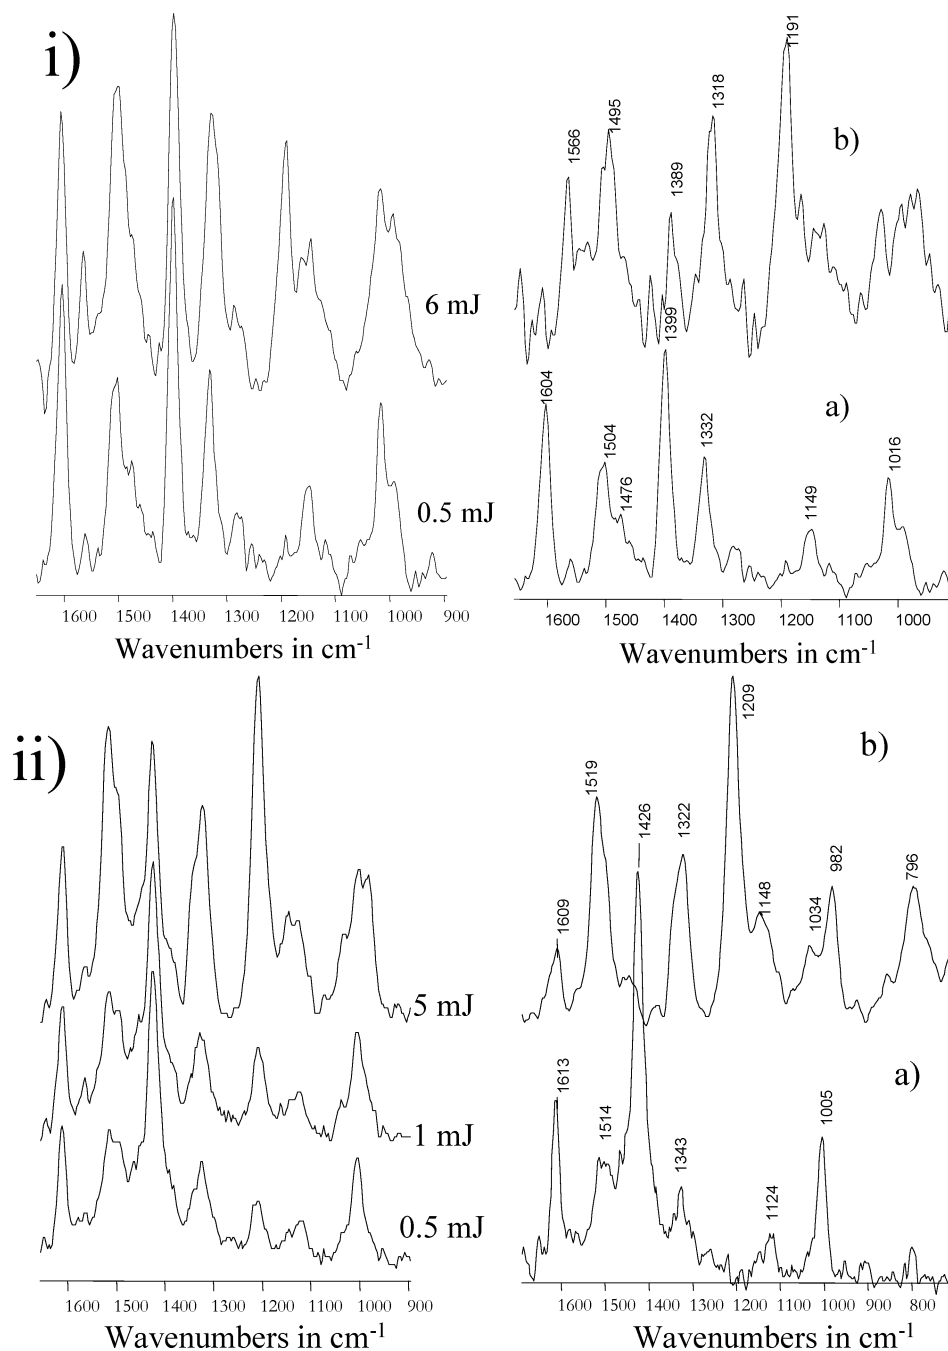 i)
6 mJ
0.5 mJ
1600 1500 1400 1300 1200 1100 1000 900
Wavenumbers in cm-1
b)
1566
1495
1389
1318
1191
a)
1604
1504
1476
1399
1332
1149
1016
1600 1500 1400 1300 1200 1100 1000
Wavenumbers in cm-1
ii)
5 mJ
1 mJ
0.5 mJ
1600 1500 1400 1300 1200 1100 1000 900
Wavenumbers in cm-1
b)
1609
1519
1426
1322
1209
1148
1034
982
796
a)
1613
1514
1343
1124
1005
1600 1500 1400 1300 1200 1100 1000 900 800
Wavenumbers in cm-1